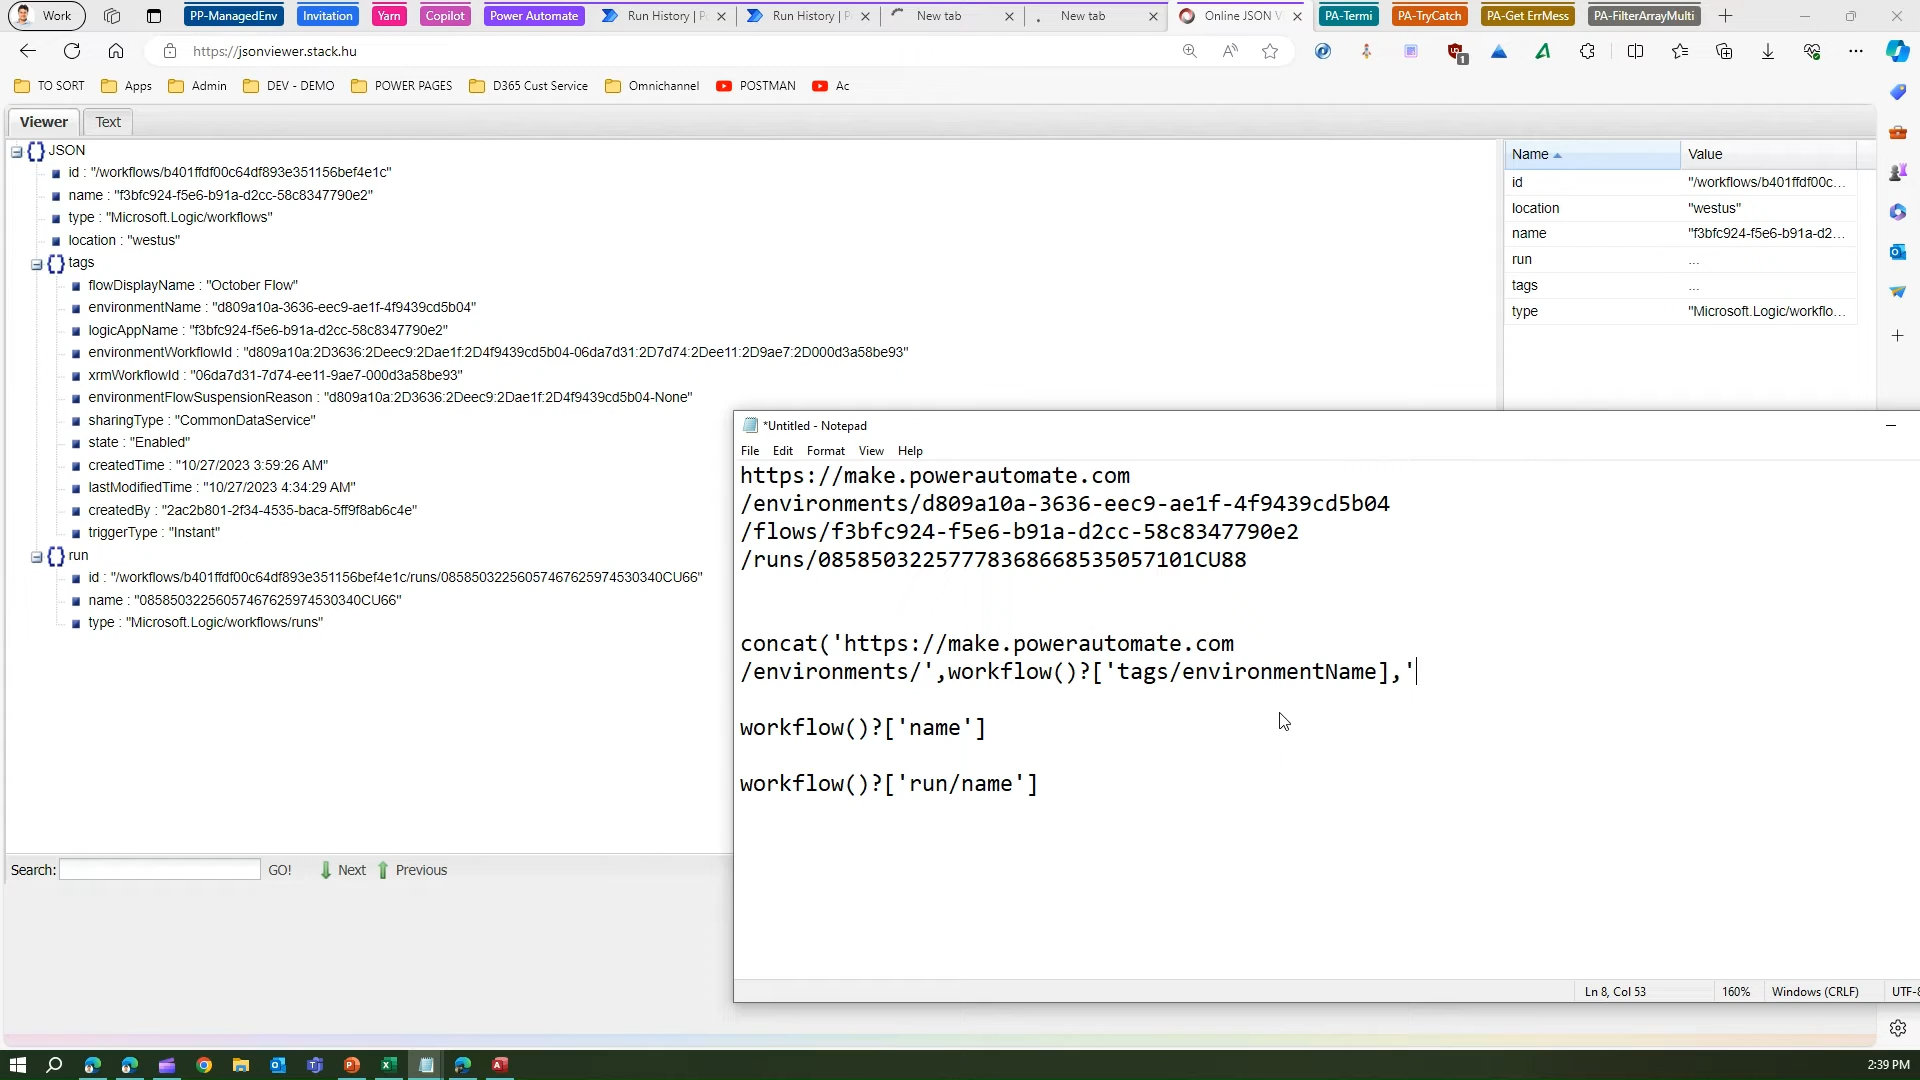 Work
PP-ManagedEnv
Invitation
Yarn
Copilot
Power Automate
Run History | P
Run History | P
New tab
New tab
Online JSON Vi
PA-Termi
PA-TryCatch
PA-Get ErrMess
PA-FilterArrayMulti
https://jsonviewer.stack.hu
1
TO SORT
Apps
Admin
DEV - DEMO
POWER PAGES
D365 Cust Service
Omnichannel
POSTMAN
Ac
Viewer
Text
JSON
id : "/workflows/b401ffdf00c64df893e351156bef4e1c"
name : "f3bfc924-f5e6-b91a-d2cc-58c8347790e2"
type : "Microsoft.Logic/workflows"
location : "westus"
tags
flowDisplayName : "October Flow"
environmentName : "d809a10a-3636-eec9-ae1f-4f9439cd5b04"
logicAppName : "f3bfc924-f5e6-b91a-d2cc-58c8347790e2"
environmentWorkflowId : "d809a10a:2D3636:2Deec9:2Dae1f:2D4f9439cd5b04-06da7d31:2D7d74:2Dee11:2D9ae7:2D000d3a58be93"
xrmWorkflowId : "06da7d31-7d74-ee11-9ae7-000d3a58be93"
environmentFlowSuspensionReason : "d809a10a:2D3636:2Deec9:2Dae1f:2D4f9439cd5b04-None"
sharingType : "CommonDataService"
state : "Enabled"
createdTime : "10/27/2023 3:59:26 AM"
lastModifiedTime : "10/27/2023 4:34:29 AM"
createdBy : "2ac2b801-2f34-4535-baca-5ff9f8ab6c4e"
triggerType : "Instant"
run
id : "/workflows/b401ffdf00c64df893e351156bef4e1c/runs/08585032256057467625974530340CU66"
name : "08585032256057467625974530340CU66"
type : "Microsoft.Logic/workflows/runs"
Search:
GO!
Next
Previous
Name
Value
id "/workflows/b401ffdf00c...
location "westus"
name "f3bfc924-f5e6-b91a-d2...
run ...
tags ...
type "Microsoft.Logic/workflo...
*Untitled - Notepad
File Edit Format View Help
https://make.powerautomate.com
/environments/d809a10a-3636-eec9-ae1f-4f9439cd5b04
/flows/f3bfc924-f5e6-b91a-d2cc-58c8347790e2
/runs/08585032257778368668535057101CU88
concat('https://make.powerautomate.com
/environments/',workflow()?['tags/environmentName],'
workflow()?['name']
workflow()?['run/name']
Ln 8, Col 53
160%
Windows (CRLF)
UTF-8
2:39 PM